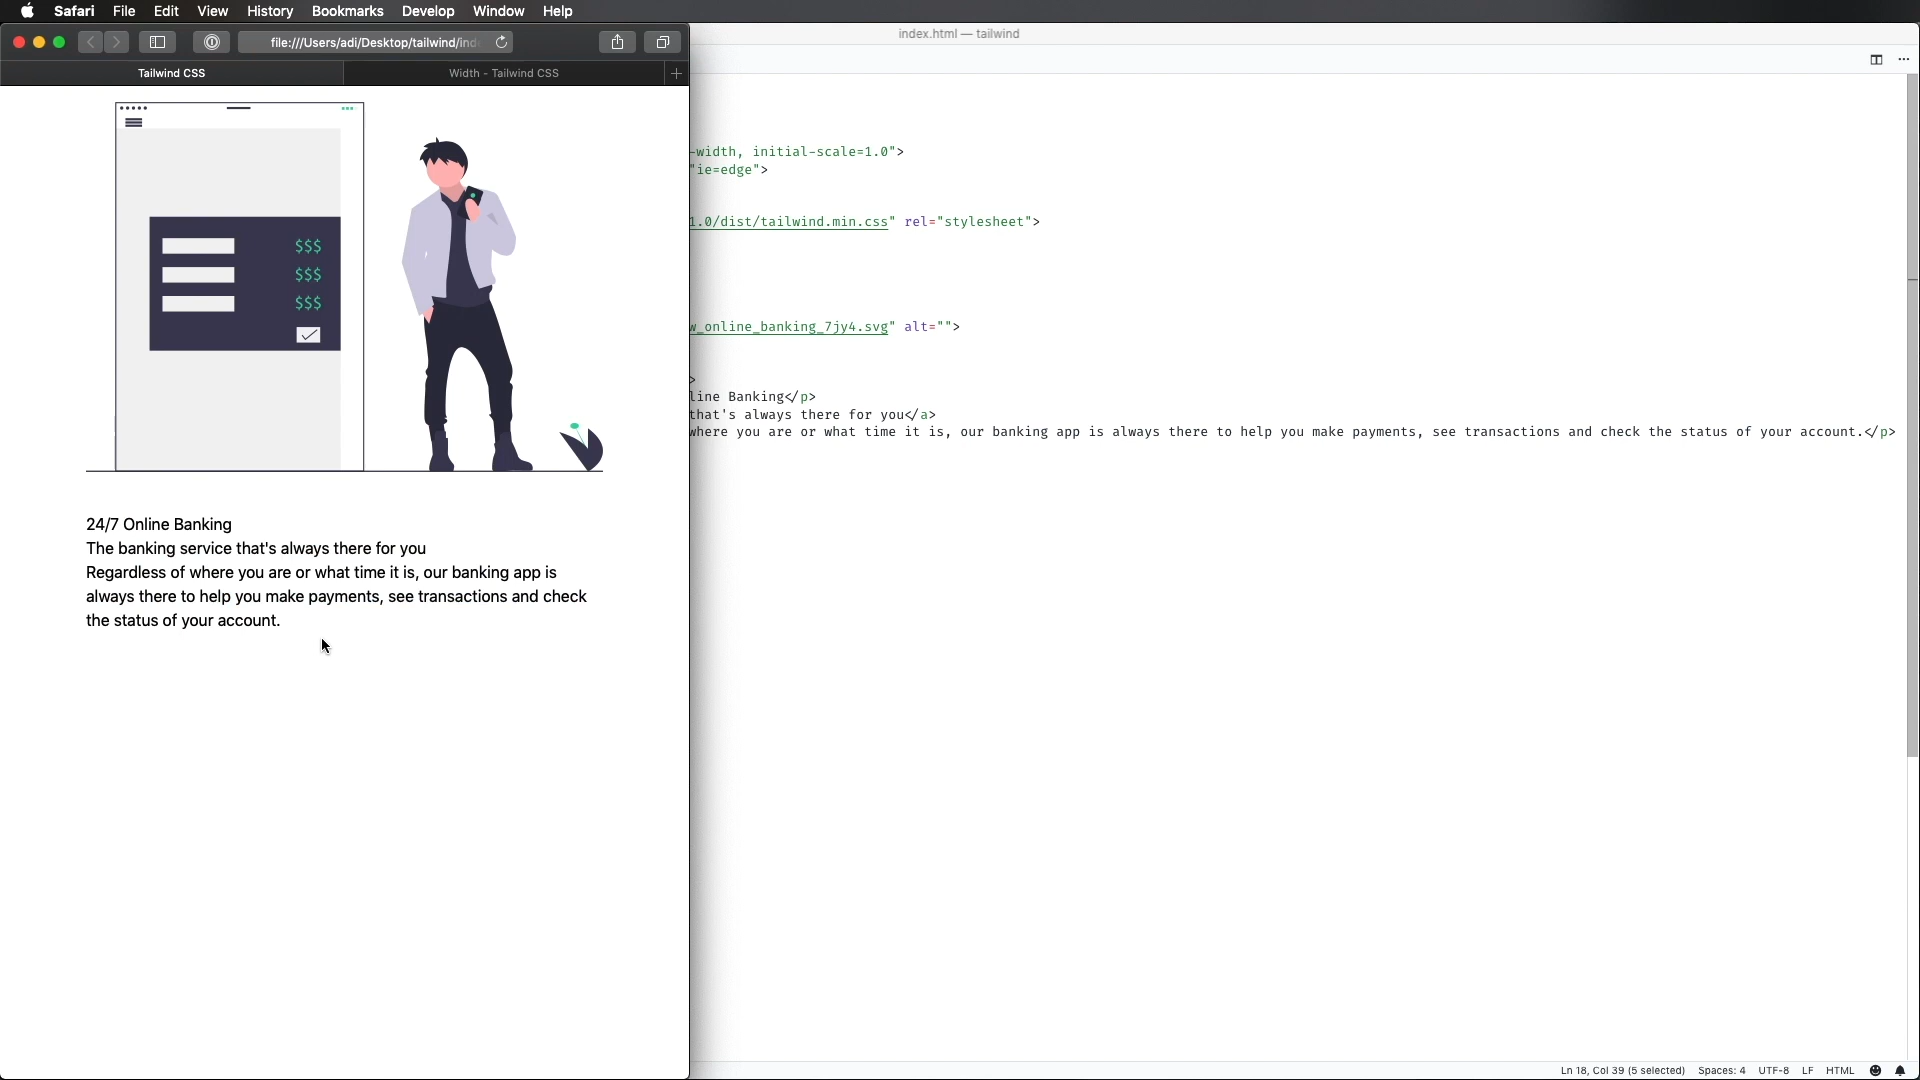 Safari File Edit View History Bookmarks Develop Window Help
index.html — tailwind
file:///Users/adi/Desktop/tailwind/ind
Tailwind CSS
Width - Tailwind CSS
-width, initial-scale=1.0">
"ie=edge">
1.0/dist/tailwind.min.css" rel="stylesheet">
w_online_banking_7jy4.svg" alt="">
>
line Banking</p>
that's always there for you</a>
where you are or what time it is, our banking app is always there to help you make payments, see transactions and check the status of your account.</p>
$$$
$$$
$$$
24/7 Online Banking
The banking service that's always there for you
Regardless of where you are or what time it is, our banking app is
always there to help you make payments, see transactions and check
the status of your account.
Ln 18, Col 39 (5 selected) Spaces: 4 UTF-8 LF HTML